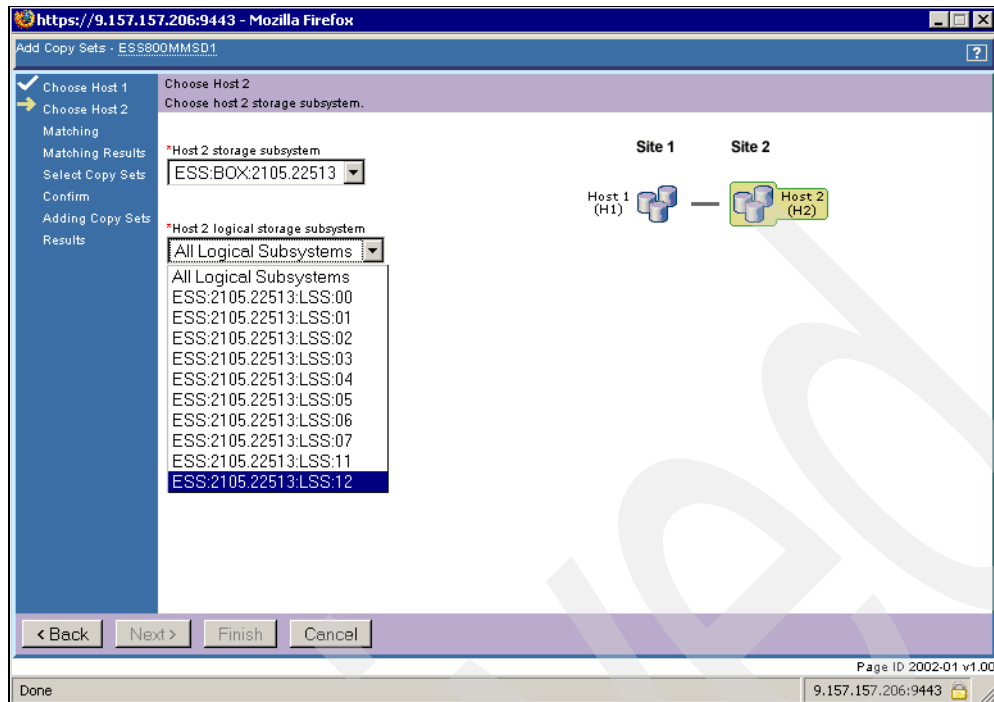 https://9.157.157.206:9443 - Mozilla Firefox
Add Copy Sets - ESS800MMSD1
?
Choose Host 1
Choose Host 2
Matching
Matching Results
Select Copy Sets
Confirm
Adding Copy Sets
Results
Choose Host 2
Choose host 2 storage subsystem.
*Host 2 storage subsystem
ESS:BOX:2105.22513
*Host 2 logical storage subsystem
All Logical Subsystems
All Logical Subsystems
ESS:2105.22513:LSS:00
ESS:2105.22513:LSS:01
ESS:2105.22513:LSS:02
ESS:2105.22513:LSS:03
ESS:2105.22513:LSS:04
ESS:2105.22513:LSS:05
ESS:2105.22513:LSS:06
ESS:2105.22513:LSS:07
ESS:2105.22513:LSS:11
ESS:2105.22513:LSS:12
Site 1 Site 2
Host 1
(H1)
Host 2
(H2)
< Back Next > Finish Cancel
Page ID 2002-01 v1.00
Done 9.157.157.206:9443